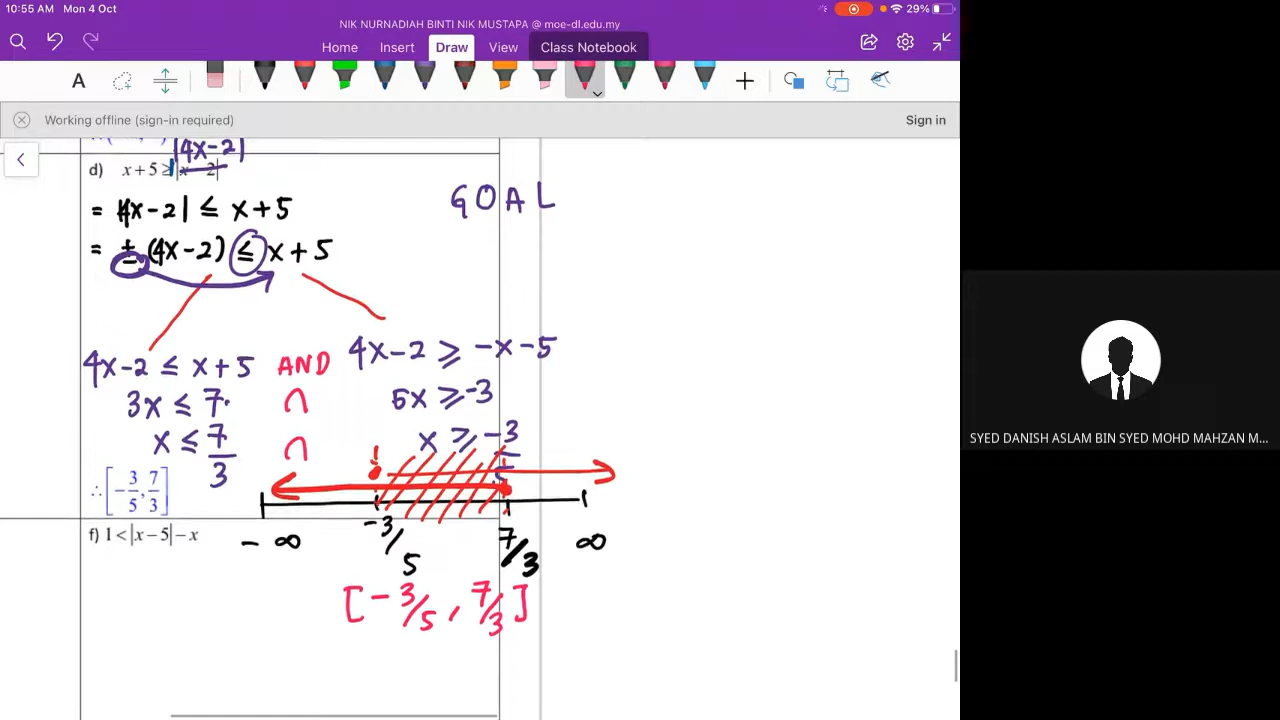 10:55 AM Mon 4 Oct
29%
NIK NURNADIAH BINTI NIK MUSTAPA @ moe-dl.edu.my
Home Insert Draw View Class Notebook
A
Working offline (sign-in required) Sign in
|4x-2|
d) x + 5 ≥ |x - 2|
GOAL
= |4x-2| ≤ x+5
= ± (4x-2) ≤ x+5
4x-2 ≤ x+5 AND 4x-2 ≥ -x-5
3x ≤ 7 ∩ 5x ≥ -3
x ≤ 7/3 ∩ x ≥ -3/5
∴ [-3/5, 7/3]
-∞ -3/5 7/3 ∞
f) 1 < |x-5| - x
[-3/5, 7/3]
SYED DANISH ASLAM BIN SYED MOHD MAHZAN M...